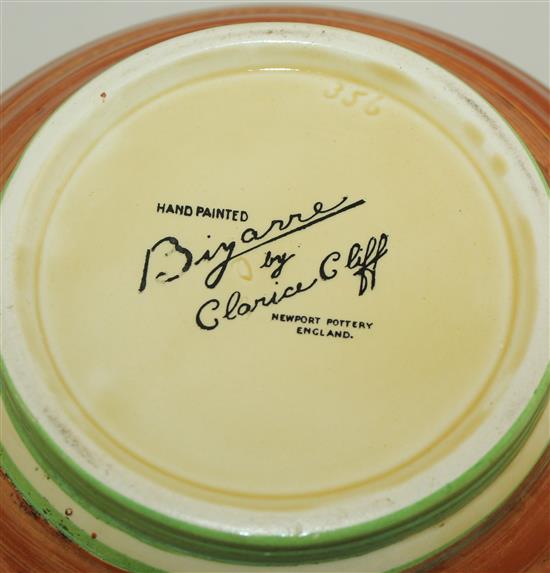 356
HAND PAINTED
Bizarre
by
Clarice Cliff
NEWPORT POTTERY
ENGLAND.